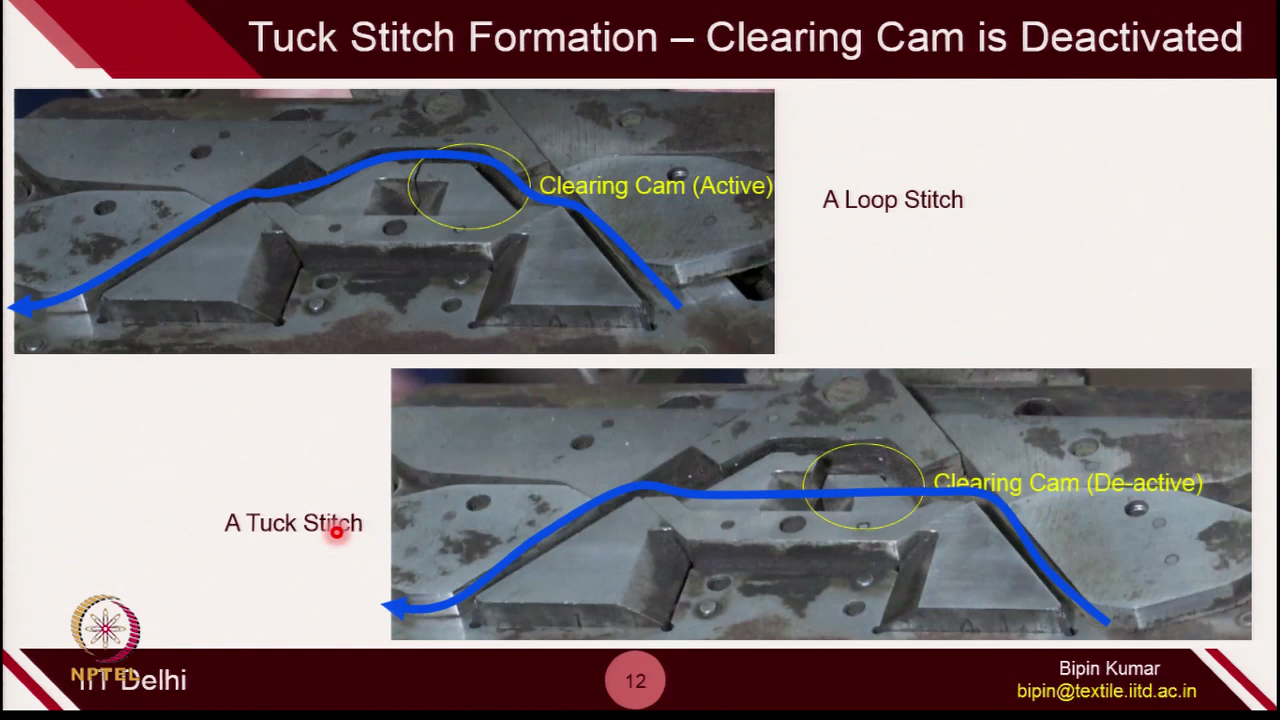 Tuck Stitch Formation – Clearing Cam is Deactivated
Clearing Cam (Active)
A Loop Stitch
Clearing Cam (De-active)
A Tuck Stitch
NPTEL
IIT Delhi
12
Bipin Kumar
bipin@textile.iitd.ac.in